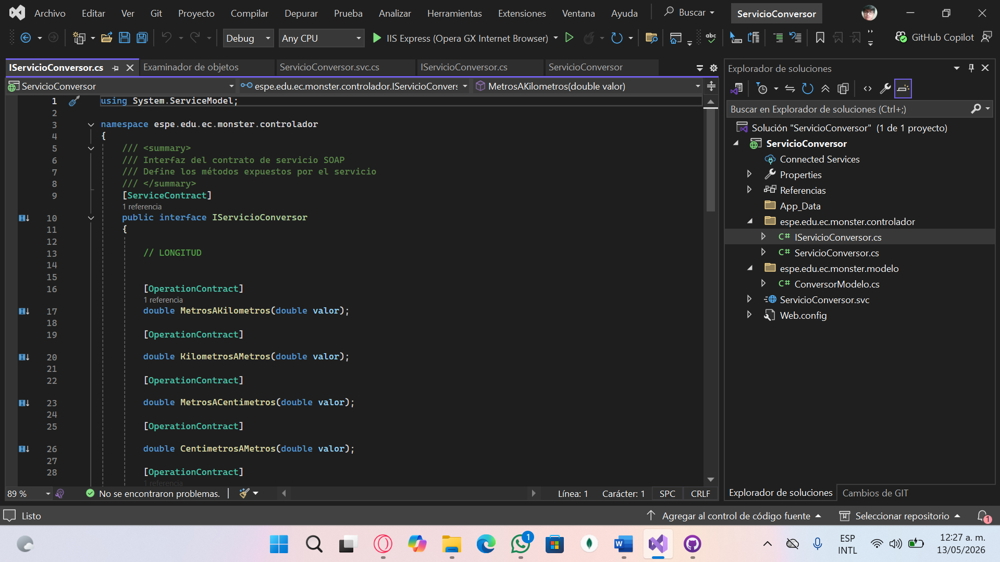 Archivo Editar Ver Git Proyecto Compilar Depurar Prueba Analizar Herramientas Extensiones Ventana Ayuda Buscar ServicioConversor
Debug Any CPU IIS Express (Opera GX Internet Browser) abc GitHub Copilot
IServicioConversor.cs Examinador de objetos ServicioConversor.svc.cs IServicioConversor.cs ServicioConversor
ServicioConversor espe.edu.ec.monster.controlador.IServicioConvers MetrosAKilometros(double valor)
1 using System.ServiceModel;
2
3 namespace espe.edu.ec.monster.controlador
4 {
5 /// <summary>
6 /// Interfaz del contrato de servicio SOAP
7 /// Define los métodos expuestos por el servicio
8 /// </summary>
9 [ServiceContract]
1 referencia
10 public interface IServicioConversor
11 {
12
13 // LONGITUD
14
15
16 [OperationContract]
1 referencia
17 double MetrosAKilometros(double valor);
18
19 [OperationContract]
20 double KilometrosAMetros(double valor);
21
22 [OperationContract]
23 double MetrosACentimetros(double valor);
24
25 [OperationContract]
26 double CentimetrosAMetros(double valor);
27
28 [OperationContract]
1 referencia
89 % No se encontraron problemas. Línea: 1 Carácter: 1 SPC CRLF
Explorador de soluciones
Buscar en Explorador de soluciones (Ctrl+;)
Solución "ServicioConversor" (1 de 1 proyecto)
ServicioConversor
Connected Services
Properties
Referencias
App_Data
espe.edu.ec.monster.controlador
C# IServicioConversor.cs
C# ServicioConversor.cs
espe.edu.ec.monster.modelo
C# ConversorModelo.cs
ServicioConversor.svc
Web.config
Explorador de soluciones Cambios de GIT
Listo Agregar al control de código fuente Seleccionar repositorio 1
1
ESP
INTL
12:27 a. m.
13/05/2026